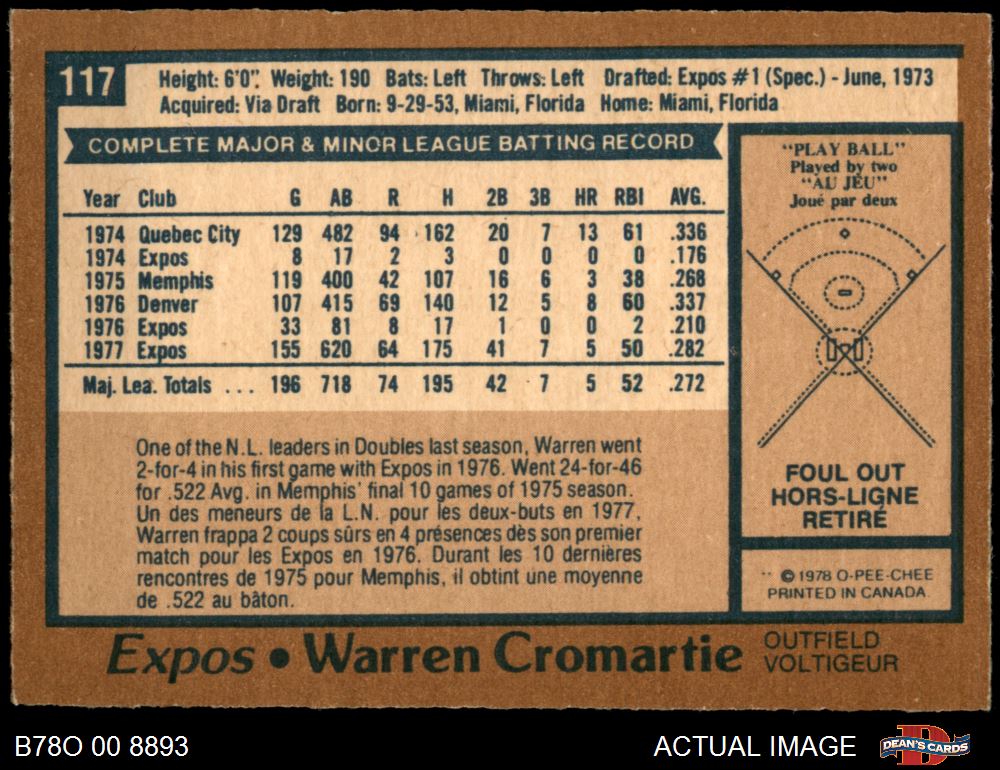 117
Height: 6'0". Weight: 190 Bats: Left Throws: Left Drafted: Expos #1 (Spec.) - June, 1973
Acquired: Via Draft Born: 9-29-53, Miami, Florida Home: Miami, Florida
COMPLETE MAJOR & MINOR LEAGUE BATTING RECORD
Year Club G AB R H 2B 3B HR RBI AVG.
1974 Quebec City 129 482 94 162 20 7 13 61 .336
1974 Expos 8 17 2 3 0 0 0 0 .176
1975 Memphis 119 400 42 107 16 6 3 38 .268
1976 Denver 107 415 69 140 12 5 8 60 .337
1976 Expos 33 81 8 17 1 0 0 2 .210
1977 Expos 155 620 64 175 41 7 5 50 .282
Maj. Lea. Totals ... 196 718 74 195 42 7 5 52 .272
One of the N.L. leaders in Doubles last season, Warren went
2-for-4 in his first game with Expos in 1976. Went 24-for-46
for .522 Avg. in Memphis' final 10 games of 1975 season.
Un des meneurs de la L.N. pour les deux-buts en 1977,
Warren frappa 2 coups sûrs en 4 présences dès son premier
match pour les Expos en 1976. Durant les 10 dernières
rencontres de 1975 pour Memphis, il obtint une moyenne
de .522 au bâton.
"PLAY BALL"
Played by two
"AU JEU"
Joué par deux
FOUL OUT
HORS-LIGNE
RETIRÉ
© 1978 O-PEE-CHEE
PRINTED IN CANADA
Expos • Warren Cromartie
OUTFIELD
VOLTIGEUR
B78O 00 8893
ACTUAL IMAGE
D
DEAN'S CARDS